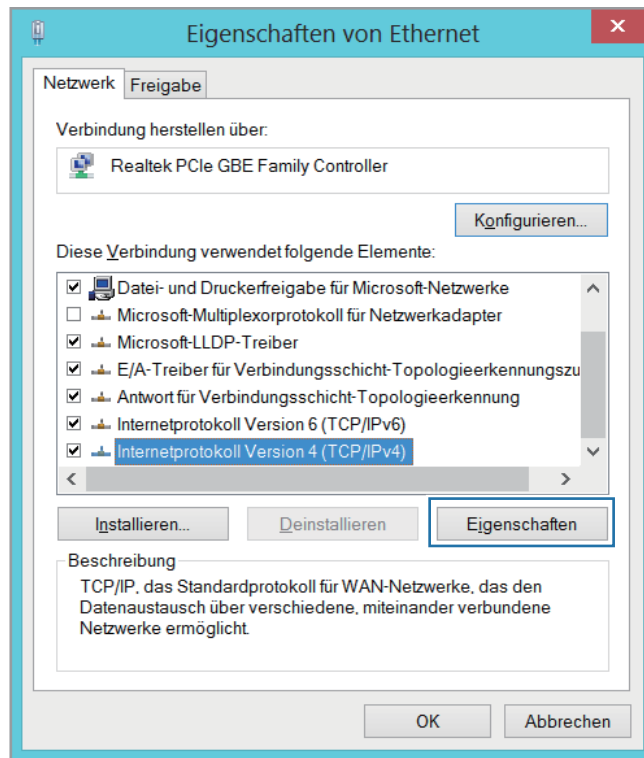 Eigenschaften von Ethernet
Netzwerk Freigabe
Verbindung herstellen über:
Realtek PCIe GBE Family Controller
Konfigurieren...
Diese Verbindung verwendet folgende Elemente:
Datei- und Druckerfreigabe für Microsoft-Netzwerke
Microsoft-Multiplexorprotokoll für Netzwerkadapter
Microsoft-LLDP-Treiber
E/A-Treiber für Verbindungsschicht-Topologieerkennungszu
Antwort für Verbindungsschicht-Topologieerkennung
Internetprotokoll Version 6 (TCP/IPv6)
Internetprotokoll Version 4 (TCP/IPv4)
Installieren... Deinstallieren Eigenschaften
Beschreibung
TCP/IP, das Standardprotokoll für WAN-Netzwerke, das den
Datenaustausch über verschiedene, miteinander verbundene
Netzwerke ermöglicht.
OK Abbrechen